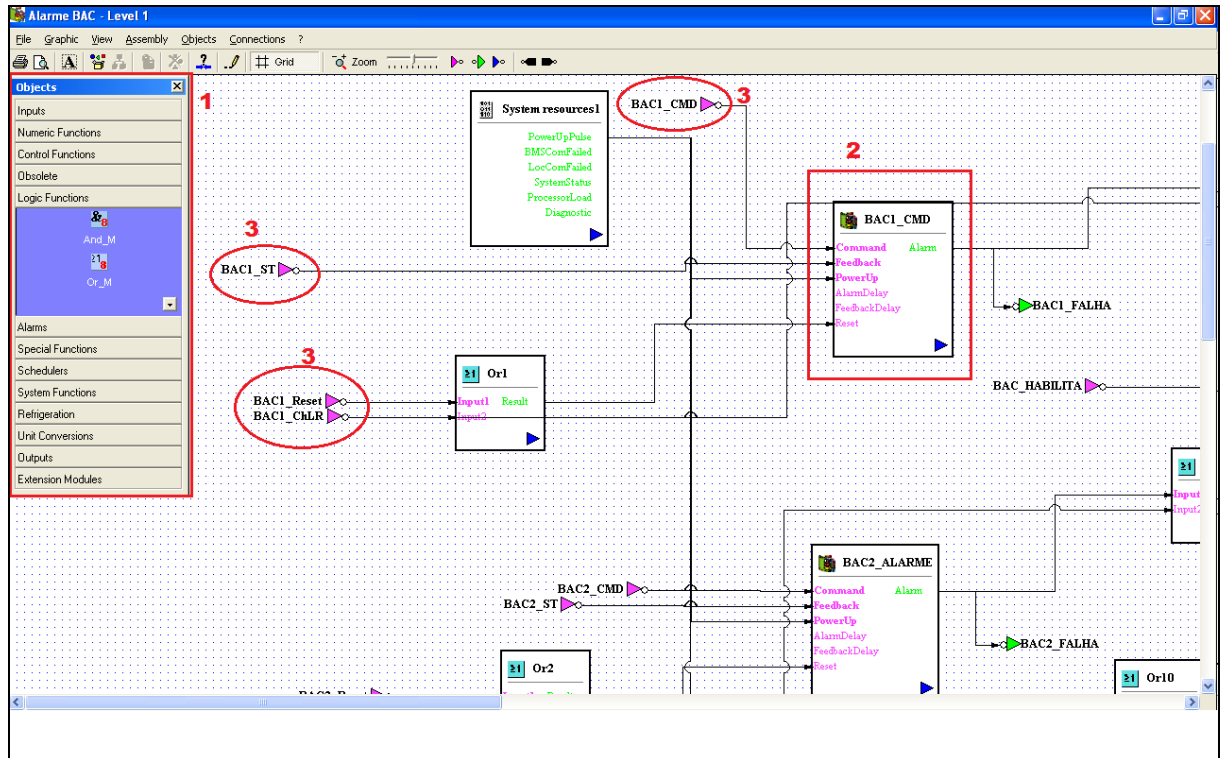 Alarme BAC - Level 1
File Graphic View Assembly Objects Connections ?
A Grid Zoom
Objects
Inputs
Numeric Functions
Control Functions
Obsolete
Logic Functions
And_M
Or_M
Alarms
Special Functions
Schedulers
System Functions
Refrigeration
Unit Conversions
Outputs
Extension Modules
1
System resources1
PowerUpPulse
BMSComFailed
LocComFailed
SystemStatus
ProcessorLoad
Diagnostic
BAC1_CMD
3
2
BAC1_CMD
Command Alarm
Feedback
PowerUp
AlarmDelay
FeedbackDelay
Reset
BAC1_FALHA
3
BAC1_ST
3
BAC1_Reset
BAC1_ChLR
≥1 Or1
Input1 Result
Input2
BAC_HABILITA
≥1
Input
Input2
BAC2_CMD
BAC2_ST
BAC2_ALARME
Command Alarm
Feedback
PowerUp
AlarmDelay
FeedbackDelay
Reset
BAC2_FALHA
≥1 Or2
≥1 Or10